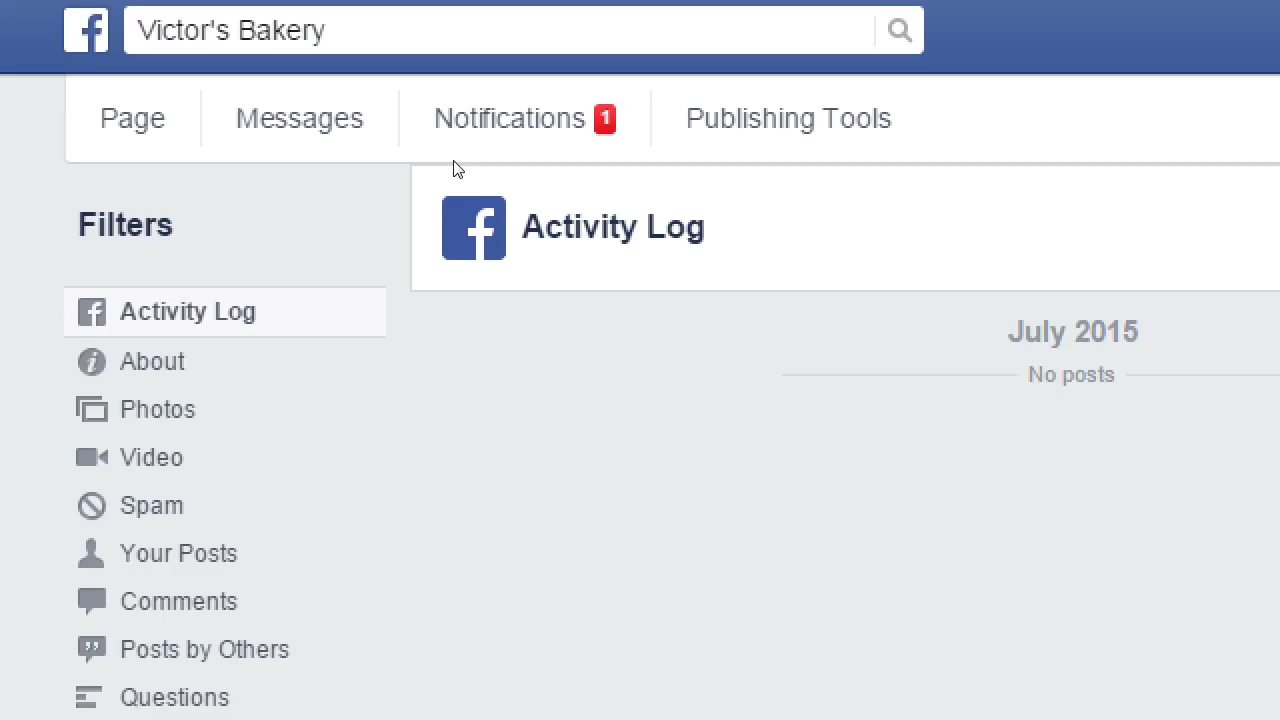 Victor's Bakery
Page Messages Notifications 1 Publishing Tools
Filters
Activity Log
July 2015
No posts
Activity Log
About
Photos
Video
Spam
Your Posts
Comments
Posts by Others
Questions